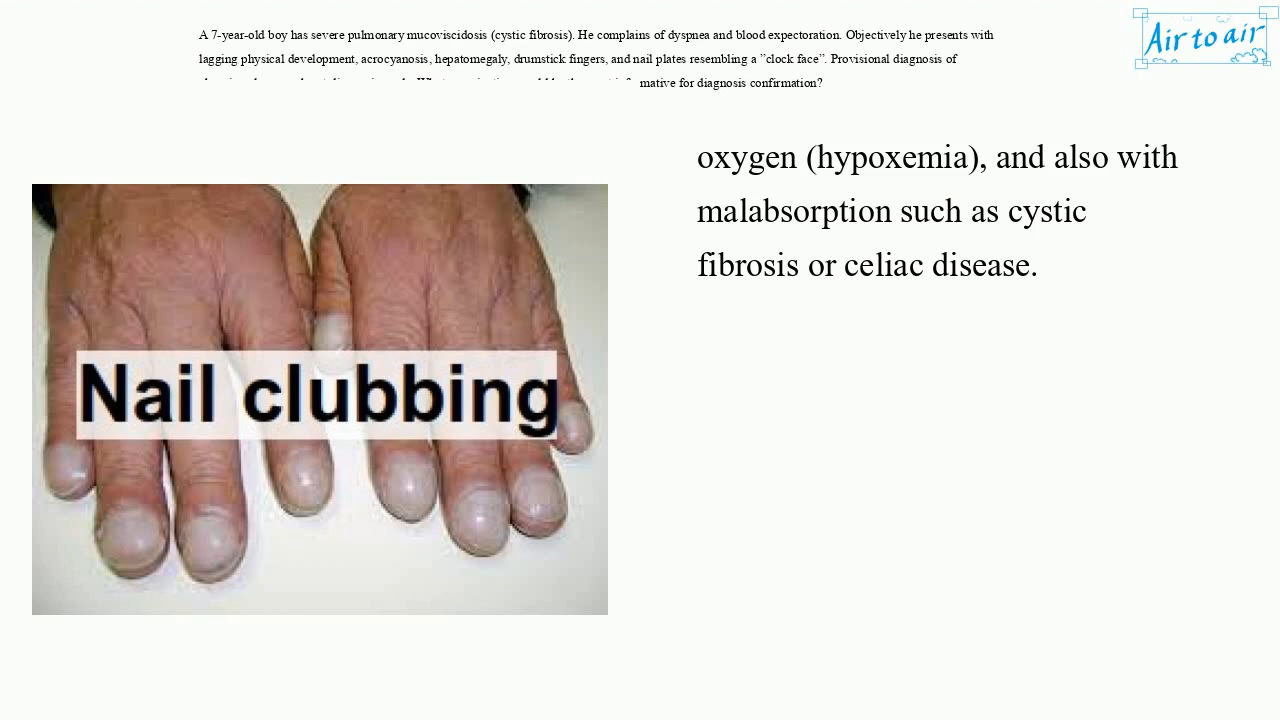 A 7-year-old boy has severe pulmonary mucoviscidosis (cystic fibrosis). He complains of dyspnea and blood expectoration. Objectively he presents with
lagging physical development, acrocyanosis, hepatomegaly, drumstick fingers, and nail plates resembling a ”clock face”. Provisional diagnosis of
mative for diagnosis confirmation?
Air to air
oxygen (hypoxemia), and also with
malabsorption such as cystic
fibrosis or celiac disease.
Nail clubbing